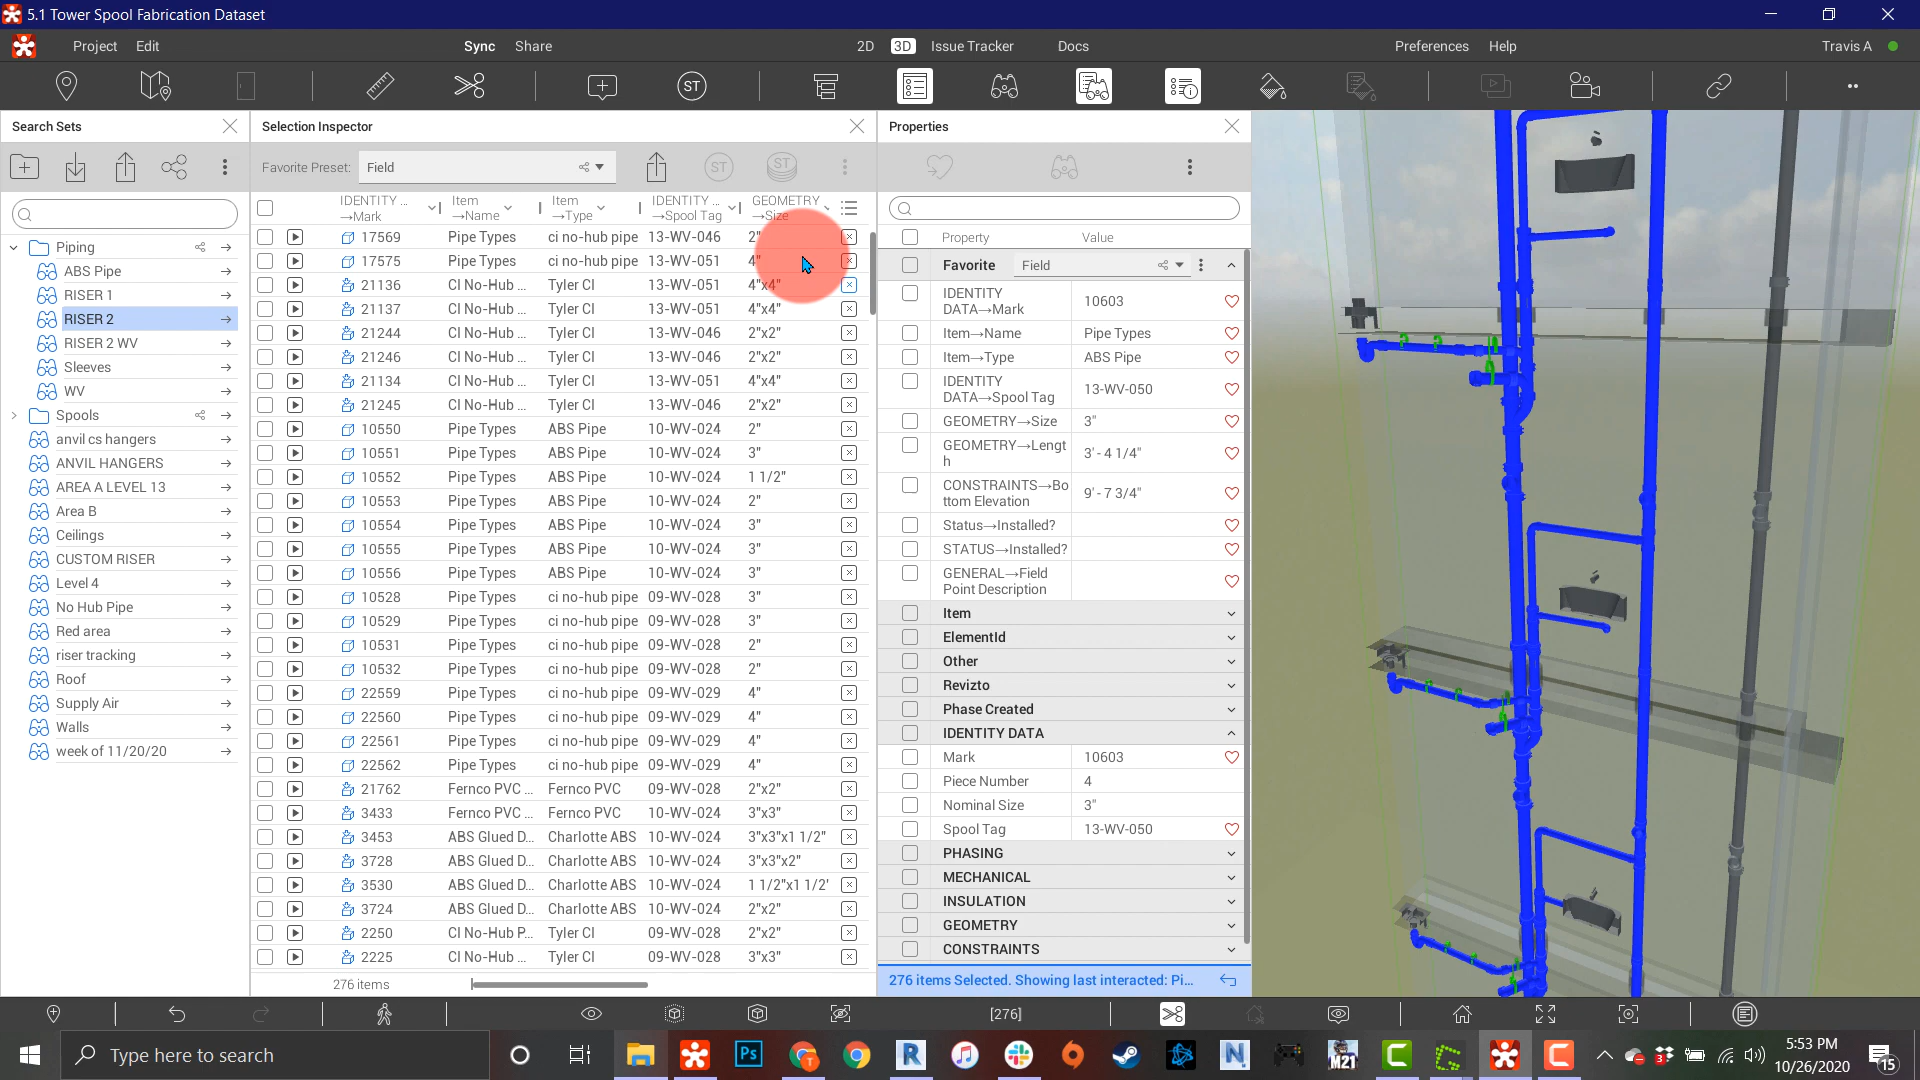 5.1 Tower Spool Fabrication Dataset
Project Edit Sync Share 2D 3D Issue Tracker Docs Preferences Help Travis A
ST
Search Sets
Piping
ABS Pipe
RISER 1
RISER 2
RISER 2 WV
Sleeves
WV
Spools
anvil cs hangers
ANVIL HANGERS
AREA A LEVEL 13
Area B
Ceilings
CUSTOM RISER
Level 4
No Hub Pipe
Red area
riser tracking
Roof
Supply Air
Walls
week of 11/20/20
Selection Inspector
Favorite Preset: Field ST ST
IDENTITY ... Item Item IDENTITY ... GEOMETRY
→Mark →Name →Type →Spool Tag →Size
17569 Pipe Types ci no-hub pipe 13-WV-046 2"
17575 Pipe Types ci no-hub pipe 13-WV-051 4"
21136 CI No-Hub ... Tyler CI 13-WV-051 4"x4"
21137 CI No-Hub ... Tyler CI 13-WV-051 4"x4"
21244 CI No-Hub ... Tyler CI 13-WV-046 2"x2"
21246 CI No-Hub ... Tyler CI 13-WV-046 2"x2"
21134 CI No-Hub ... Tyler CI 13-WV-051 4"x4"
21245 CI No-Hub ... Tyler CI 13-WV-046 2"x2"
10550 Pipe Types ABS Pipe 10-WV-024 2"
10551 Pipe Types ABS Pipe 10-WV-024 3"
10552 Pipe Types ABS Pipe 10-WV-024 1 1/2"
10553 Pipe Types ABS Pipe 10-WV-024 2"
10554 Pipe Types ABS Pipe 10-WV-024 3"
10555 Pipe Types ABS Pipe 10-WV-024 3"
10556 Pipe Types ABS Pipe 10-WV-024 3"
10528 Pipe Types ci no-hub pipe 09-WV-028 3"
10529 Pipe Types ci no-hub pipe 09-WV-028 3"
10531 Pipe Types ci no-hub pipe 09-WV-028 2"
10532 Pipe Types ci no-hub pipe 09-WV-028 2"
22559 Pipe Types ci no-hub pipe 09-WV-029 4"
22560 Pipe Types ci no-hub pipe 09-WV-029 4"
22561 Pipe Types ci no-hub pipe 09-WV-029 4"
22562 Pipe Types ci no-hub pipe 09-WV-029 4"
21762 Fernco PVC ... Fernco PVC 09-WV-028 2"x2"
3433 Fernco PVC ... Fernco PVC 10-WV-024 3"x3"
3453 ABS Glued D... Charlotte ABS 10-WV-024 3"x3"x1 1/2"
3728 ABS Glued D... Charlotte ABS 10-WV-024 3"x3"x2"
3530 ABS Glued D... Charlotte ABS 10-WV-024 1 1/2"x1 1/2'
3724 ABS Glued D... Charlotte ABS 10-WV-024 2"x2"
2250 CI No-Hub P... Tyler CI 09-WV-028 2"x2"
2225 CI No-Hub ... Tyler CI 09-WV-028 3"x3"
276 items
Properties
Property Value
Favorite Field
IDENTITY
DATA→Mark 10603
Item→Name Pipe Types
Item→Type ABS Pipe
IDENTITY
DATA→Spool Tag 13-WV-050
GEOMETRY→Size 3"
GEOMETRY→Lengt
h 3' - 4 1/4"
CONSTRAINTS→Bo
ttom Elevation 9' - 7 3/4"
Status→Installed?
STATUS→Installed?
GENERAL→Field
Point Description
Item
ElementId
Other
Revizto
Phase Created
IDENTITY DATA
Mark 10603
Piece Number 4
Nominal Size 3"
Spool Tag 13-WV-050
PHASING
MECHANICAL
INSULATION
GEOMETRY
CONSTRAINTS
276 items Selected. Showing last interacted: Pi...
[276]
Type here to search Ps T R N M21 C C 3 5:53 PM
10/26/2020 15